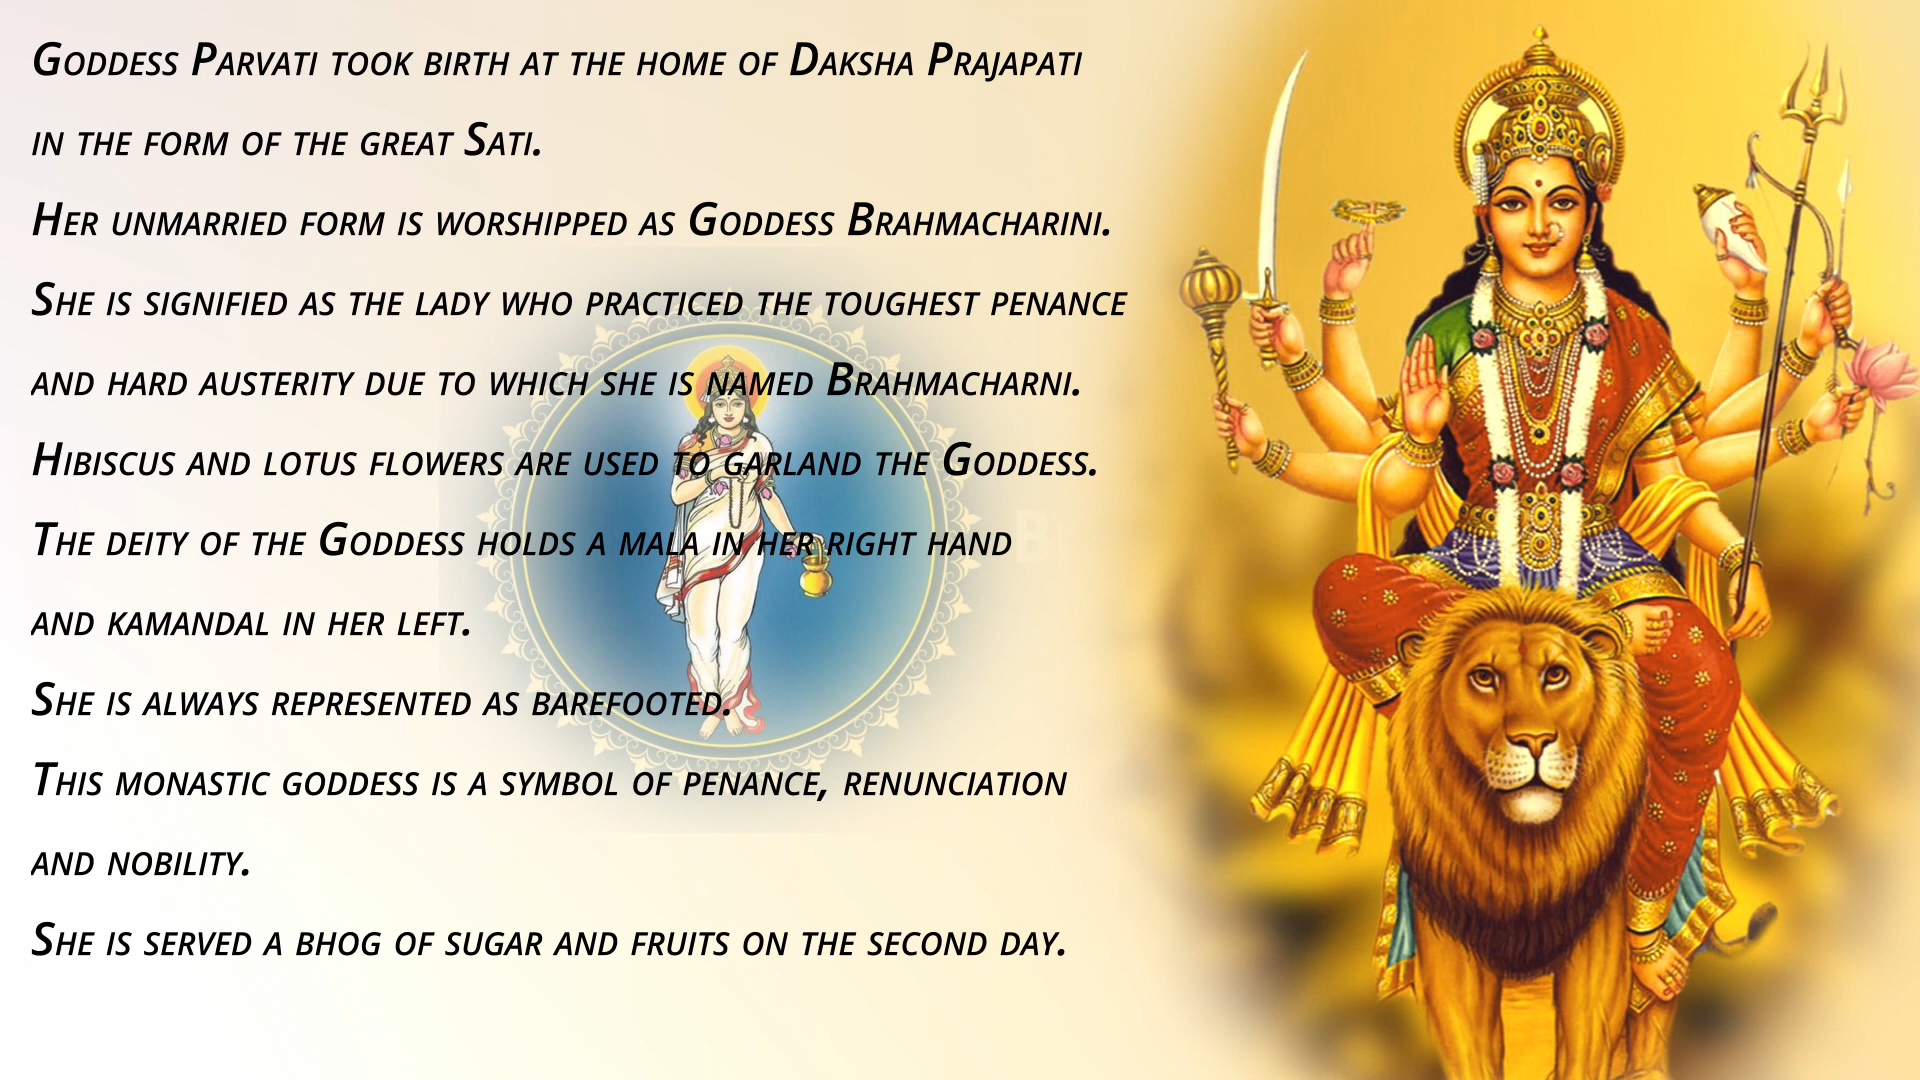 Goddess Parvati took birth at the home of Daksha Prajapati
in the form of the great Sati.
Her unmarried form is worshipped as Goddess Brahmacharini.
She is signified as the lady who practiced the toughest penance
and hard austerity due to which she is named Brahmacharni.
Hibiscus and lotus flowers are used to garland the Goddess.
The deity of the Goddess holds a mala in her right hand
and kamandal in her left.
She is always represented as barefooted.
This monastic goddess is a symbol of penance, renunciation
and nobility.
She is served a bhog of sugar and fruits on the second day.